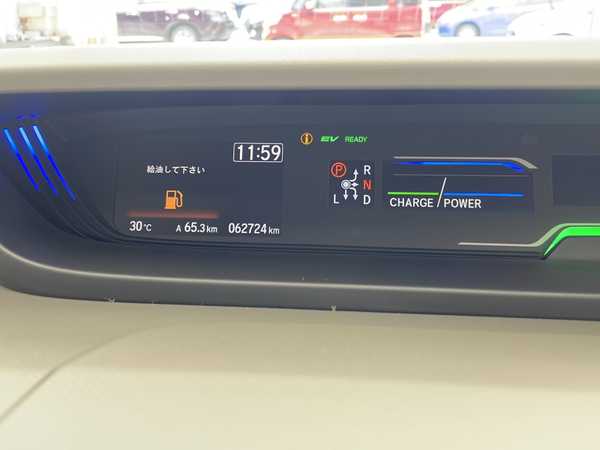 11:59
給油して下さい
30℃ A 65.3 km 062724 km
EV READY
P R
N
L D
CHARGE / POWER